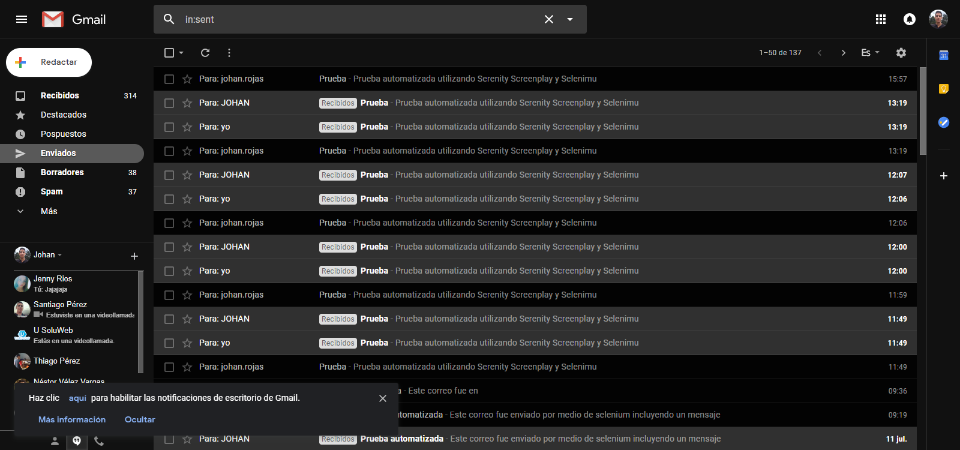 Gmail
in:sent
Redactar
1–50 de 137
Es
Recibidos 314
Destacados
Pospuestos
Enviados
Borradores 38
Spam 37
Más
Johan
Jenny Ríos
Tú: Jajajaja
Santiago Pérez
Estuviste en una videollamada
U SoluWeb
Estás en una videollamada.
Thiago Pérez
Néstor Vélez Vargas
Para: johan.rojas Prueba - Prueba automatizada utilizando Serenity Screenplay y Selenimu 15:57
Para: JOHAN Recibidos Prueba - Prueba automatizada utilizando Serenity Screenplay y Selenimu 13:19
Para: yo Recibidos Prueba - Prueba automatizada utilizando Serenity Screenplay y Selenimu 13:19
Para: johan.rojas Prueba - Prueba automatizada utilizando Serenity Screenplay y Selenimu 13:19
Para: JOHAN Recibidos Prueba - Prueba automatizada utilizando Serenity Screenplay y Selenimu 12:07
Para: yo Recibidos Prueba - Prueba automatizada utilizando Serenity Screenplay y Selenimu 12:06
Para: johan.rojas Prueba - Prueba automatizada utilizando Serenity Screenplay y Selenimu 12:06
Para: JOHAN Recibidos Prueba - Prueba automatizada utilizando Serenity Screenplay y Selenimu 12:00
Para: yo Recibidos Prueba - Prueba automatizada utilizando Serenity Screenplay y Selenimu 12:00
Para: johan.rojas Prueba - Prueba automatizada utilizando Serenity Screenplay y Selenimu 11:59
Para: JOHAN Recibidos Prueba - Prueba automatizada utilizando Serenity Screenplay y Selenimu 11:49
Para: yo Recibidos Prueba - Prueba automatizada utilizando Serenity Screenplay y Selenimu 11:49
Para: johan.rojas Prueba - Prueba automatizada utilizando Serenity Screenplay y Selenimu 11:49
a - Este correo fue en 09:36
utomatizada - Este correo fue enviado por medio de selenium incluyendo un mensaje 09:19
Para: JOHAN Recibidos Prueba automatizada - Este correo fue enviado por medio de selenium incluyendo un mensaje 11 jul.
Haz clic aquí para habilitar las notificaciones de escritorio de Gmail.
Más información Ocultar